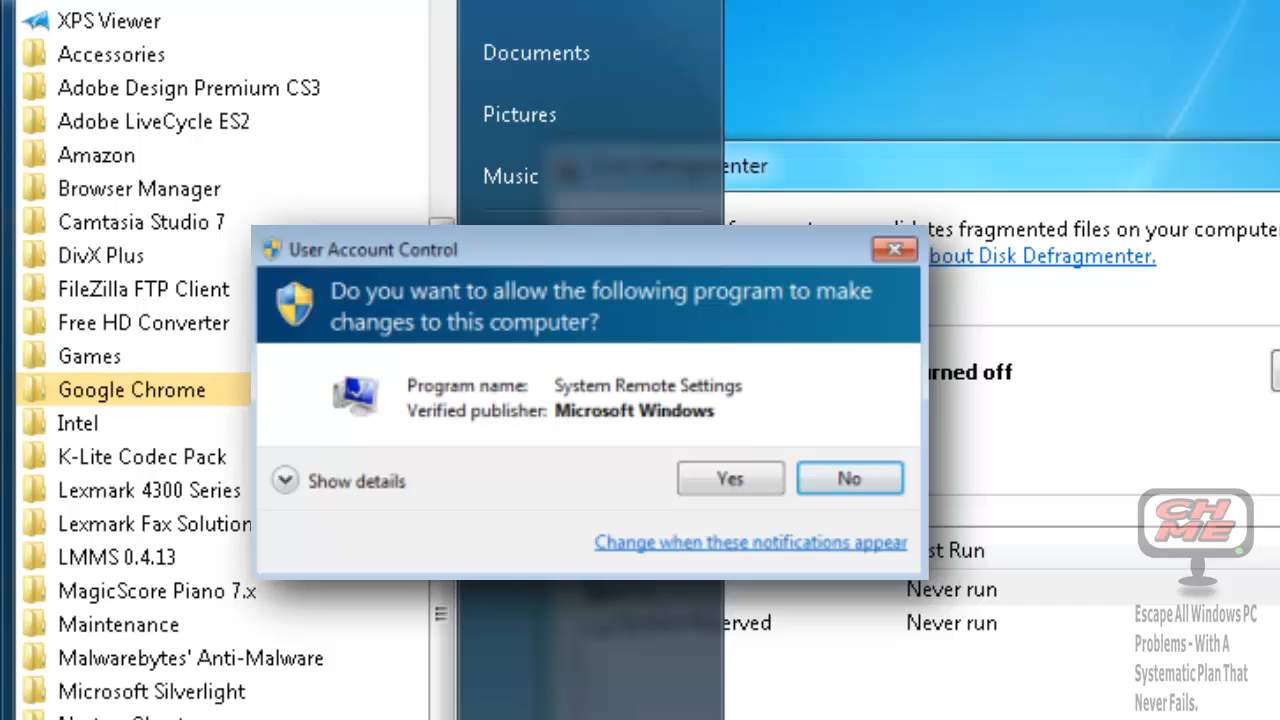 XPS Viewer
Accessories
Adobe Design Premium CS3
Adobe LiveCycle ES2
Amazon
Browser Manager
Camtasia Studio 7
DivX Plus
FileZilla FTP Client
Free HD Converter
Games
Google Chrome
Intel
K-Lite Codec Pack
Lexmark 4300 Series
Lexmark Fax Solution
LMMS 0.4.13
MagicScore Piano 7.x
Maintenance
Malwarebytes' Anti-Malware
Microsoft Silverlight
Documents
Pictures
Music
enter
tes fragmented files on your compute
bout Disk Defragmenter.
urned off
User Account Control
Do you want to allow the following program to make
changes to this computer?
Program name: System Remote Settings
Verified publisher: Microsoft Windows
Show details
Yes
No
Change when these notifications appear
st Run
Never run
erved
Never run
CH
ME
Escape All Windows PC
Problems - With A
Systematic Plan That
Never Fails.